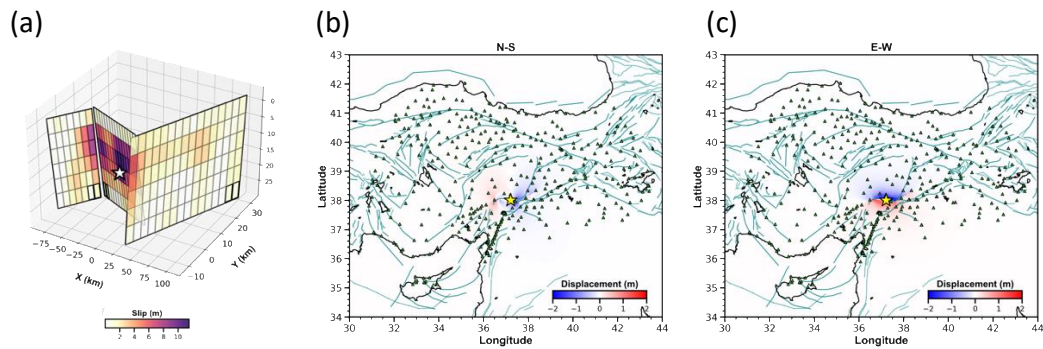 (a)
(b)
(c)
0
5
10
15
20
25
−75
−50
−25
0
25
50
75
100
X (km)
−10
0
10
20
30
Y (km)
Slip (m)
2 4 6 8 10
N-S
43
42
41
40
39
38
37
36
35
34
Latitude
Displacement (m)
−2 −1 0 1 2
30 32 34 36 38 40 42 44
Longitude
E-W
43
42
41
40
39
38
37
36
35
34
Latitude
Displacement (m)
−2 −1 0 1 2
30 32 34 36 38 40 42 44
Longitude